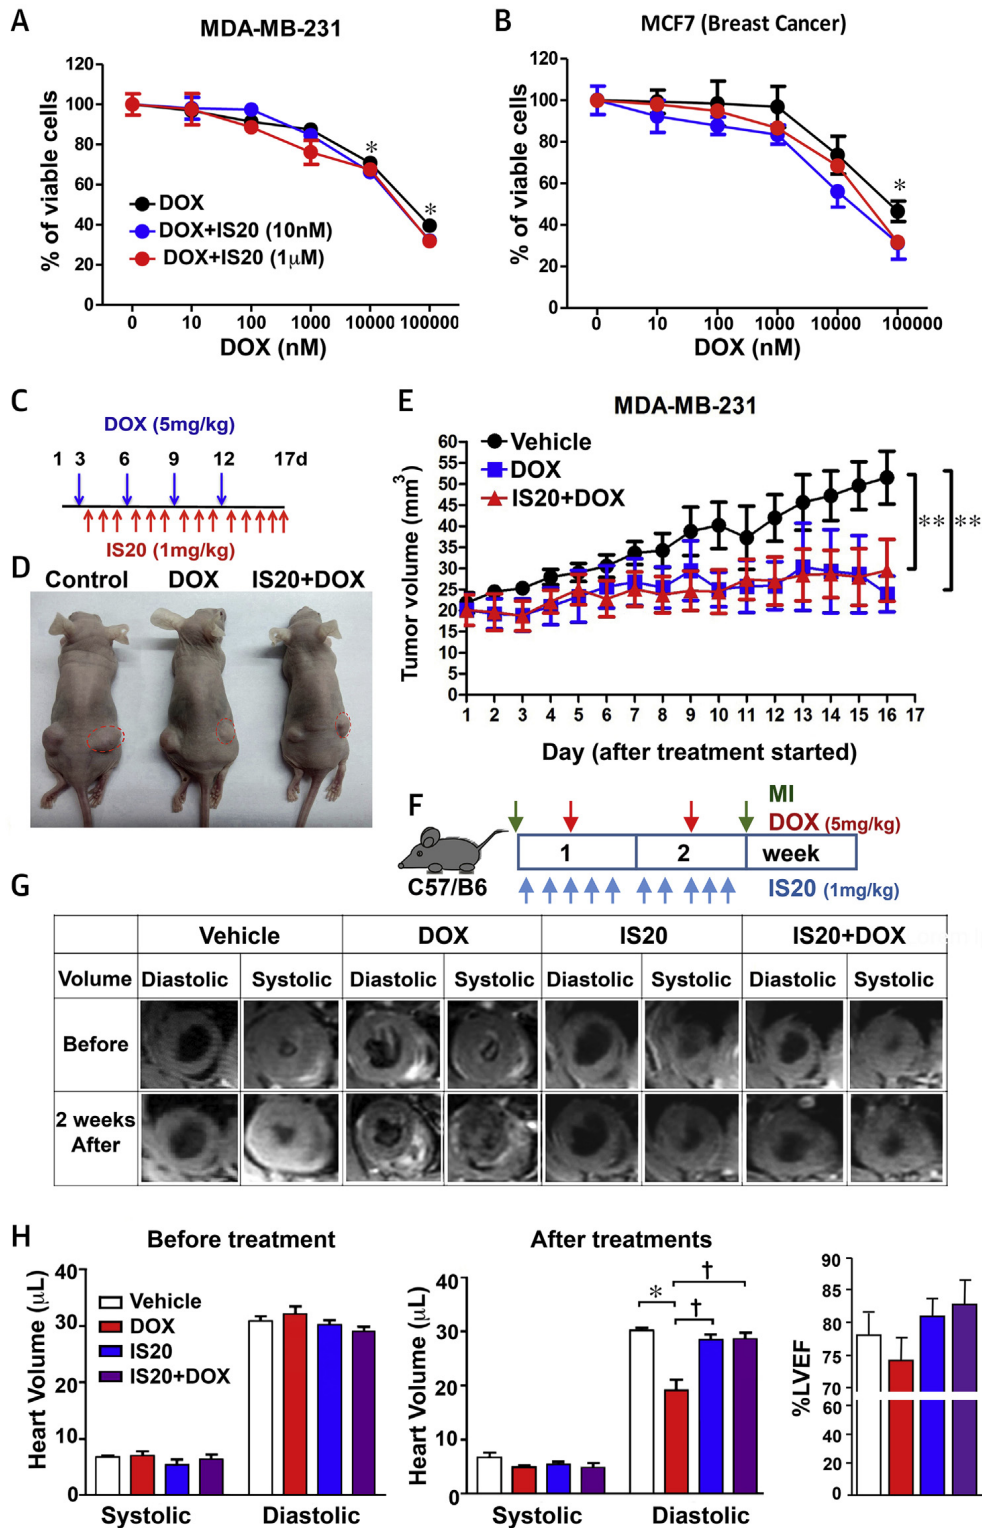 A
MDA-MB-231
% of viable cells
120
100
80
60
40
20
0
*
*
DOX
DOX+IS20 (10nM)
DOX+IS20 (1μM)
0 10 100 1000 10000 100000
DOX (nM)
B
MCF7 (Breast Cancer)
% of viable cells
120
100
80
60
40
20
0
*
0 10 100 1000 10000 100000
DOX (nM)
C
DOX (5mg/kg)
1 3 6 9 12 17d
IS20 (1mg/kg)
D
Control DOX IS20+DOX
E
MDA-MB-231
Tumor volume (mm³)
60
55
50
45
40
35
30
25
20
15
10
5
0
Vehicle
DOX
IS20+DOX
** **
1 2 3 4 5 6 7 8 9 10 11 12 13 14 15 16 17
Day (after treatment started)
F
MI
DOX (5mg/kg)
1 2 week
C57/B6
IS20 (1mg/kg)
G
Vehicle DOX IS20 IS20+DOX
Volume Diastolic Systolic Diastolic Systolic Diastolic Systolic Diastolic Systolic
Before
2 weeks
After
H
Before treatment
Heart Volume (μL)
40
30
20
10
0
Vehicle
DOX
IS20
IS20+DOX
Systolic Diastolic
After treatments
Heart Volume (μL)
40
30
20
10
0
* † †
Systolic Diastolic
%LVEF
90
85
80
75
70
60
40
20
0